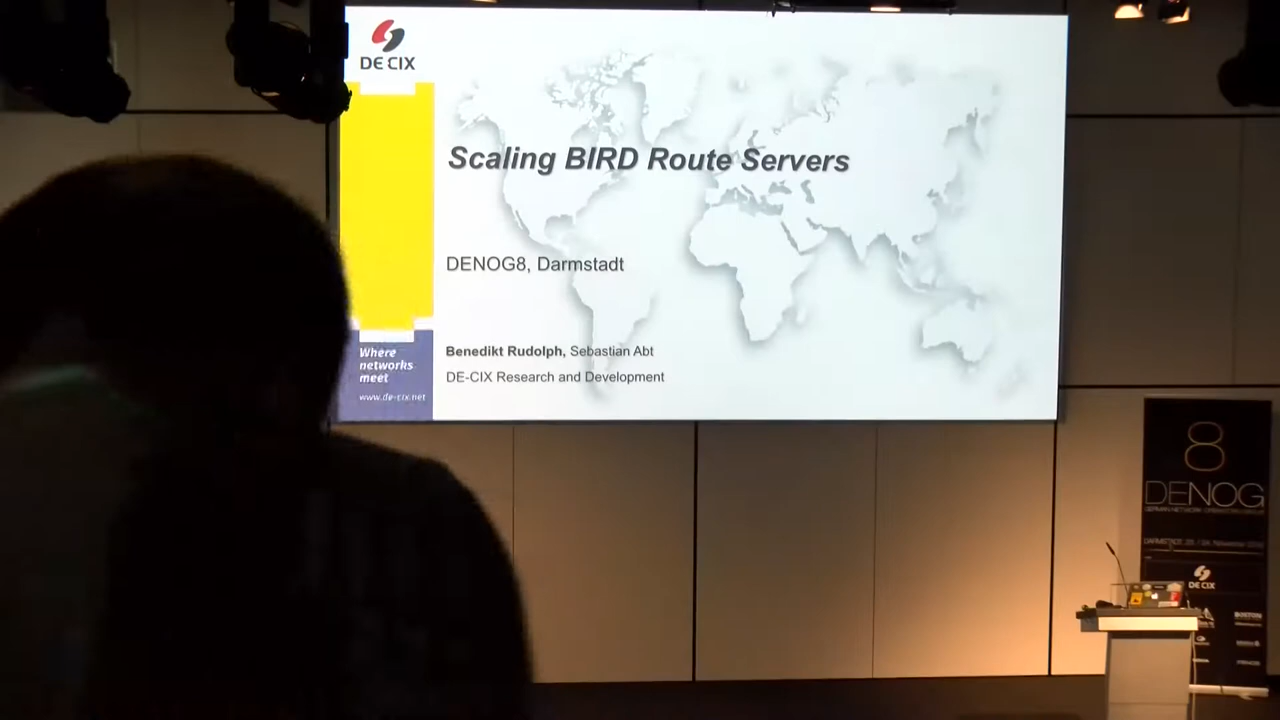 DE CIX
Scaling BIRD Route Servers
DENOG8, Darmstadt
Benedikt Rudolph, Sebastian Abt
DE-CIX Research and Development
Where
networks
meet
www.de-cix.net
8
DENOG
DE CIX